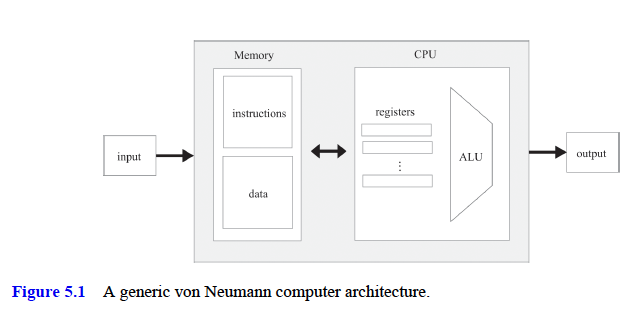 Memory
CPU
instructions
registers
input
ALU
output
⋮
data
Figure 5.1 A generic von Neumann computer architecture.